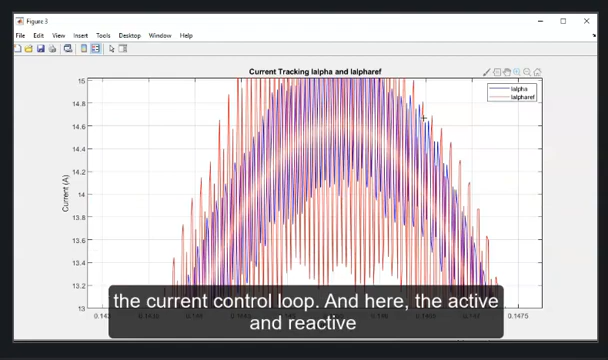 Figure 3
File Edit View Insert Tools Desktop Window Help
Current Tracking Ialpha and Ialpharef
Ialpha
Ialpharef
15
14.8
14.6
14.4
14.2
14
13.8
13.6
13.4
13.2
13
Current (A)
0.147
0.1475
the current control loop. And here, the active
and reactive